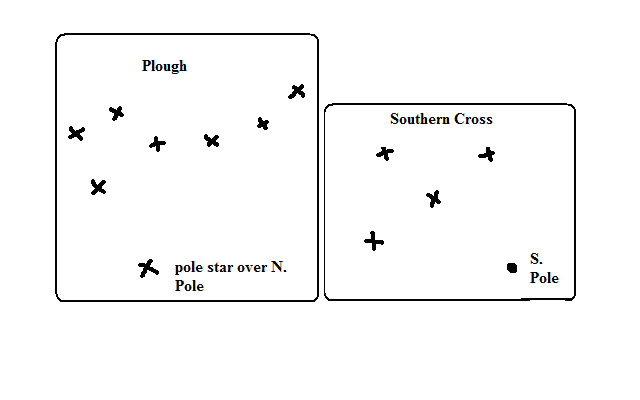 Plough
pole star over N.
Pole
Southern Cross
S.
Pole